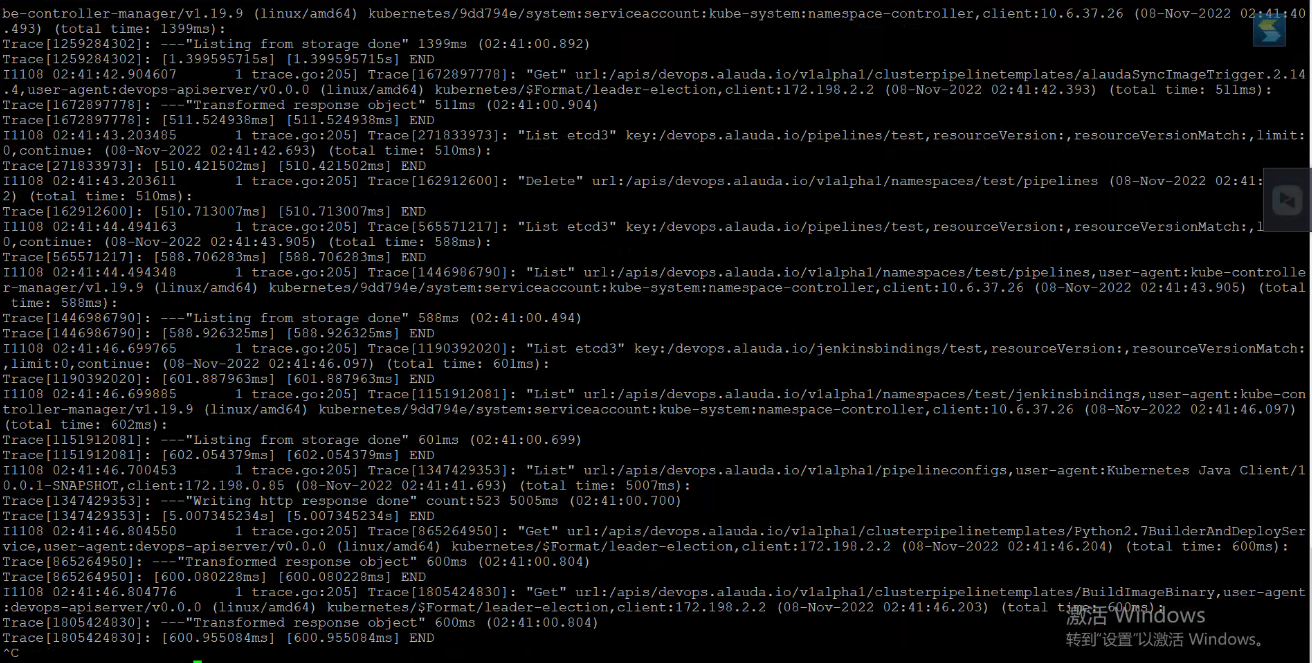 be-controller-manager/v1.19.9 (linux/amd64) kubernetes/9dd794e/system:serviceaccount:kube-system:namespace-controller,client:10.6.37.26 (08-Nov-2022 02:41:40
.493) (total time: 1399ms):
Trace[1259284302]: ---"Listing from storage done" 1399ms (02:41:00.892)
Trace[1259284302]: [1.399595715s] [1.399595715s] END
I1108 02:41:42.904607       1 trace.go:205] Trace[1672897778]: "Get" url:/apis/devops.alauda.io/v1alpha1/clusterpipelinetemplates/alaudaSyncImageTrigger.2.14
.4,user-agent:devops-apiserver/v0.0.0 (linux/amd64) kubernetes/$Format/leader-election,client:172.198.2.2 (08-Nov-2022 02:41:42.393) (total time: 511ms):
Trace[1672897778]: ---"Transformed response object" 511ms (02:41:00.904)
Trace[1672897778]: [511.524938ms] [511.524938ms] END
I1108 02:41:43.203485       1 trace.go:205] Trace[271833973]: "List etcd3" key:/devops.alauda.io/pipelines/test,resourceVersion:,resourceVersionMatch:,limit:
0,continue: (08-Nov-2022 02:41:42.693) (total time: 510ms):
Trace[271833973]: [510.421502ms] [510.421502ms] END
I1108 02:41:43.203611       1 trace.go:205] Trace[162912600]: "Delete" url:/apis/devops.alauda.io/v1alpha1/namespaces/test/pipelines (08-Nov-2022 02:41:
2) (total time: 510ms):
Trace[162912600]: [510.713007ms] [510.713007ms] END
I1108 02:41:44.494163       1 trace.go:205] Trace[565571217]: "List etcd3" key:/devops.alauda.io/pipelines/test,resourceVersion:,resourceVersionMatch:,l
0,continue: (08-Nov-2022 02:41:43.905) (total time: 588ms):
Trace[565571217]: [588.706283ms] [588.706283ms] END
I1108 02:41:44.494348       1 trace.go:205] Trace[1446986790]: "List" url:/apis/devops.alauda.io/v1alpha1/namespaces/test/pipelines,user-agent:kube-controlle
r-manager/v1.19.9 (linux/amd64) kubernetes/9dd794e/system:serviceaccount:kube-system:namespace-controller,client:10.6.37.26 (08-Nov-2022 02:41:43.905) (total
 time: 588ms):
Trace[1446986790]: ---"Listing from storage done" 588ms (02:41:00.494)
Trace[1446986790]: [588.926325ms] [588.926325ms] END
I1108 02:41:46.699765       1 trace.go:205] Trace[1190392020]: "List etcd3" key:/devops.alauda.io/jenkinsbindings/test,resourceVersion:,resourceVersionMatch:
,limit:0,continue: (08-Nov-2022 02:41:46.097) (total time: 601ms):
Trace[1190392020]: [601.887963ms] [601.887963ms] END
I1108 02:41:46.699885       1 trace.go:205] Trace[1151912081]: "List" url:/apis/devops.alauda.io/v1alpha1/namespaces/test/jenkinsbindings,user-agent:kube-con
troller-manager/v1.19.9 (linux/amd64) kubernetes/9dd794e/system:serviceaccount:kube-system:namespace-controller,client:10.6.37.26 (08-Nov-2022 02:41:46.097)
(total time: 602ms):
Trace[1151912081]: ---"Listing from storage done" 601ms (02:41:00.699)
Trace[1151912081]: [602.054379ms] [602.054379ms] END
I1108 02:41:46.700453       1 trace.go:205] Trace[1347429353]: "List" url:/apis/devops.alauda.io/v1alpha1/pipelineconfigs,user-agent:Kubernetes Java Client/1
0.0.1-SNAPSHOT,client:172.198.0.85 (08-Nov-2022 02:41:41.693) (total time: 5007ms):
Trace[1347429353]: ---"Writing http response done" count:523 5005ms (02:41:00.700)
Trace[1347429353]: [5.007345234s] [5.007345234s] END
I1108 02:41:46.804550       1 trace.go:205] Trace[865264950]: "Get" url:/apis/devops.alauda.io/v1alpha1/clusterpipelinetemplates/Python2.7BuilderAndDeploySer
vice,user-agent:devops-apiserver/v0.0.0 (linux/amd64) kubernetes/$Format/leader-election,client:172.198.2.2 (08-Nov-2022 02:41:46.204) (total time: 600ms):
Trace[865264950]: ---"Transformed response object" 600ms (02:41:00.804)
Trace[865264950]: [600.080228ms] [600.080228ms] END
I1108 02:41:46.804776       1 trace.go:205] Trace[1805424830]: "Get" url:/apis/devops.alauda.io/v1alpha1/clusterpipelinetemplates/BuildImageBinary,user-agent
:devops-apiserver/v0.0.0 (linux/amd64) kubernetes/$Format/leader-election,client:172.198.2.2 (08-Nov-2022 02:41:46.203) (total time: 600ms):
Trace[1805424830]: ---"Transformed response object" 600ms (02:41:00.804)
Trace[1805424830]: [600.955084ms] [600.955084ms] END
^C
激活 Windows
转到"设置"以激活 Windows。